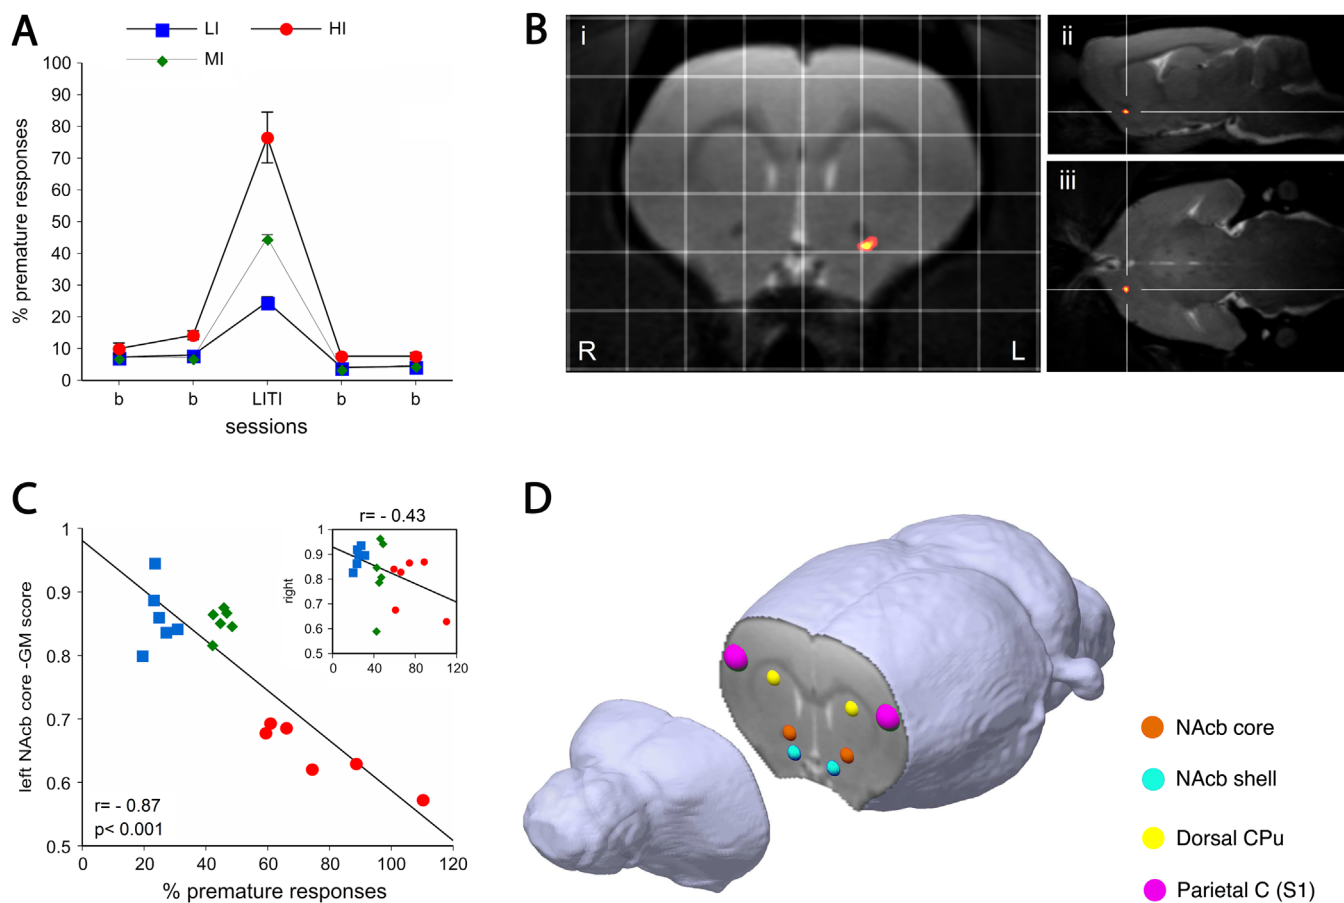 A
LI
HI
MI
% premature responses
100
90
80
70
60
50
40
30
20
10
0
b
b
LITI
b
b
sessions
B
i
R
L
ii
iii
C
left NAcb core -GM score
1
0.9
0.8
0.7
0.6
0.5
0
20
40
60
80
100
120
% premature responses
r= - 0.87
p< 0.001
r= - 0.43
right
1
0.9
0.8
0.7
0.6
0.5
0
40
80
120
D
NAcb core
NAcb shell
Dorsal CPu
Parietal C (S1)